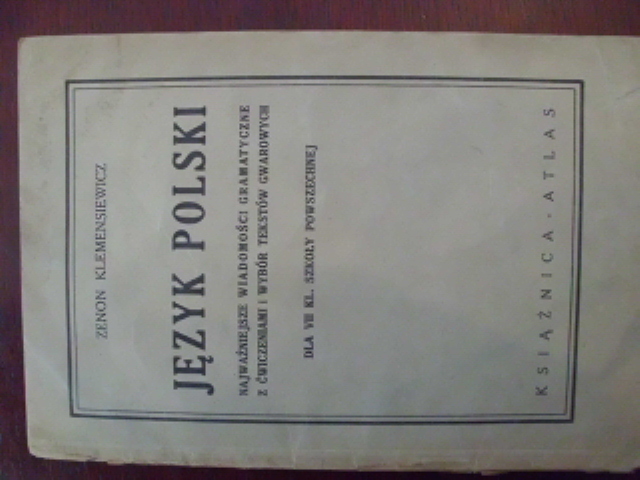 ZENON KLEMENSIEWICZ
JĘZYK POLSKI
NAJWAŻNIEJSZE WIADOMOŚCI GRAMATYCZNE
Z ĆWICZENIAMI I WYBÓR TEKSTÓW GWAROWYCH
DLA VII KL. SZKOŁY POWSZECHNEJ
KSIĄŻNICA - ATLAS